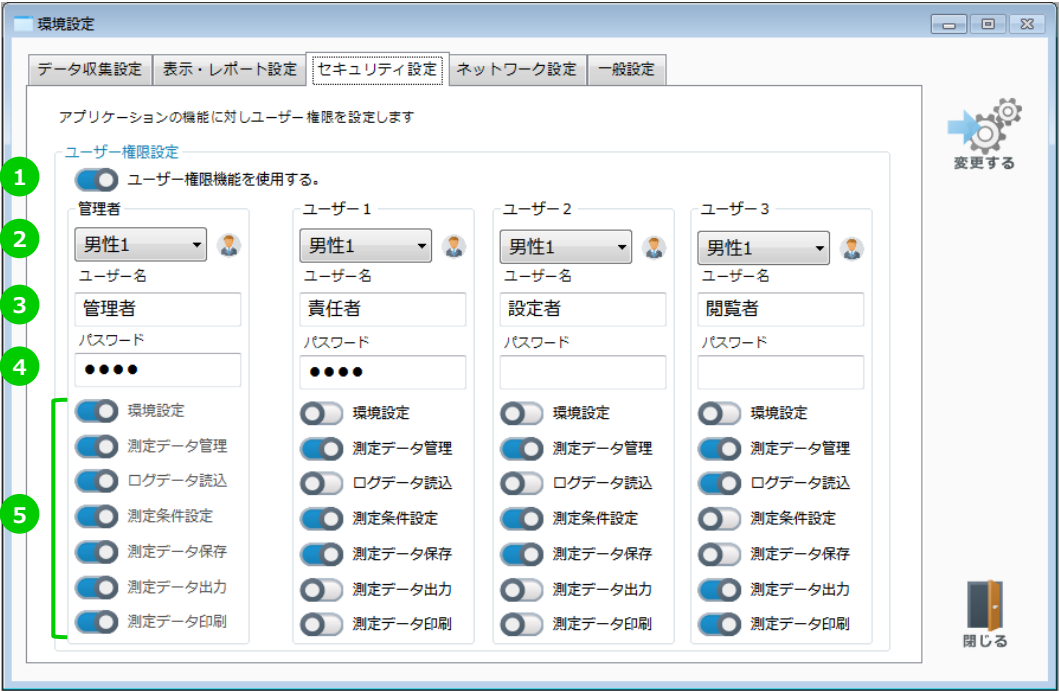 環境設定
データ収集設定 表示・レポート設定 セキュリティ設定 ネットワーク設定 一般設定
アプリケーションの機能に対しユーザー権限を設定します
変更する
ユーザー権限設定
1 ユーザー権限機能を使用する。
管理者 ユーザー1 ユーザー2 ユーザー3
2 男性1 男性1 男性1 男性1
ユーザー名 ユーザー名 ユーザー名 ユーザー名
3 管理者 責任者 設定者 閲覧者
パスワード パスワード パスワード パスワード
4 ●●●● ●●●●
環境設定 環境設定 環境設定 環境設定
測定データ管理 測定データ管理 測定データ管理 測定データ管理
ログデータ読込 ログデータ読込 ログデータ読込 ログデータ読込
5 測定条件設定 測定条件設定 測定条件設定 測定条件設定
測定データ保存 測定データ保存 測定データ保存 測定データ保存
測定データ出力 測定データ出力 測定データ出力 測定データ出力
測定データ印刷 測定データ印刷 測定データ印刷 測定データ印刷
閉じる